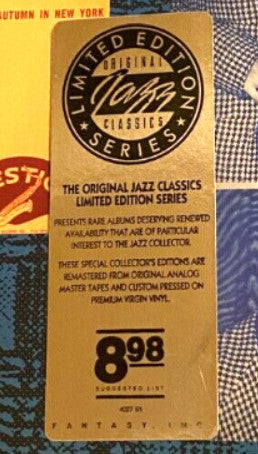 AUTUMN IN NEW YORK
LIMITED EDITION
ORIGINAL
Jazz
CLASSICS
SERIES
ESTI
THE ORIGINAL JAZZ CLASSICS
LIMITED EDITION SERIES
PRESENTS RARE ALBUMS DESERVING RENEWED
AVAILABILITY THAT ARE OF PARTICULAR
INTEREST TO THE JAZZ COLLECTOR.
THESE SPECIAL COLLECTOR'S EDITIONS ARE
REMASTERED FROM ORIGINAL ANALOG
MASTER TAPES AND CUSTOM PRESSED ON
PREMIUM VIRGIN VINYL.
8.98
SUGGESTED LIST
FANTASY, INC